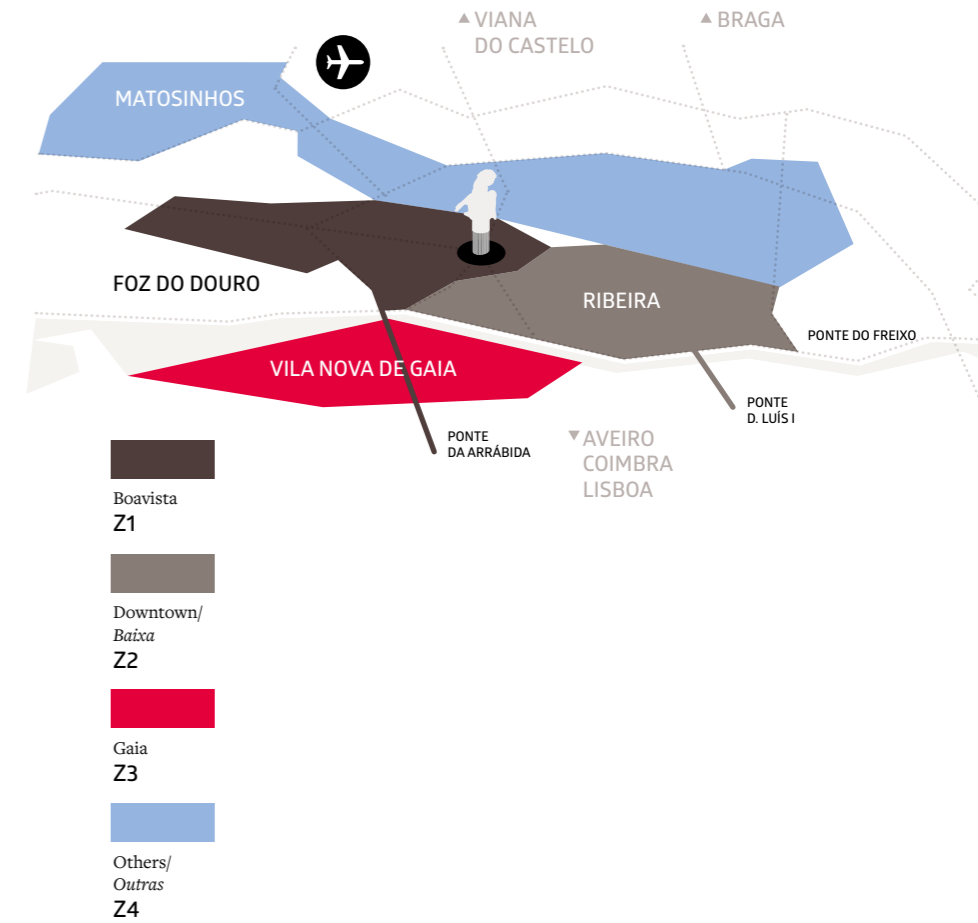 ▲ VIANA
DO CASTELO
▲ BRAGA
MATOSINHOS
FOZ DO DOURO
RIBEIRA
PONTE DO FREIXO
VILA NOVA DE GAIA
PONTE
D. LUÍS I
PONTE
DA ARRÁBIDA
▼ AVEIRO
COIMBRA
LISBOA
Boavista
Z1
Downtown/
Baixa
Z2
Gaia
Z3
Others/
Outras
Z4